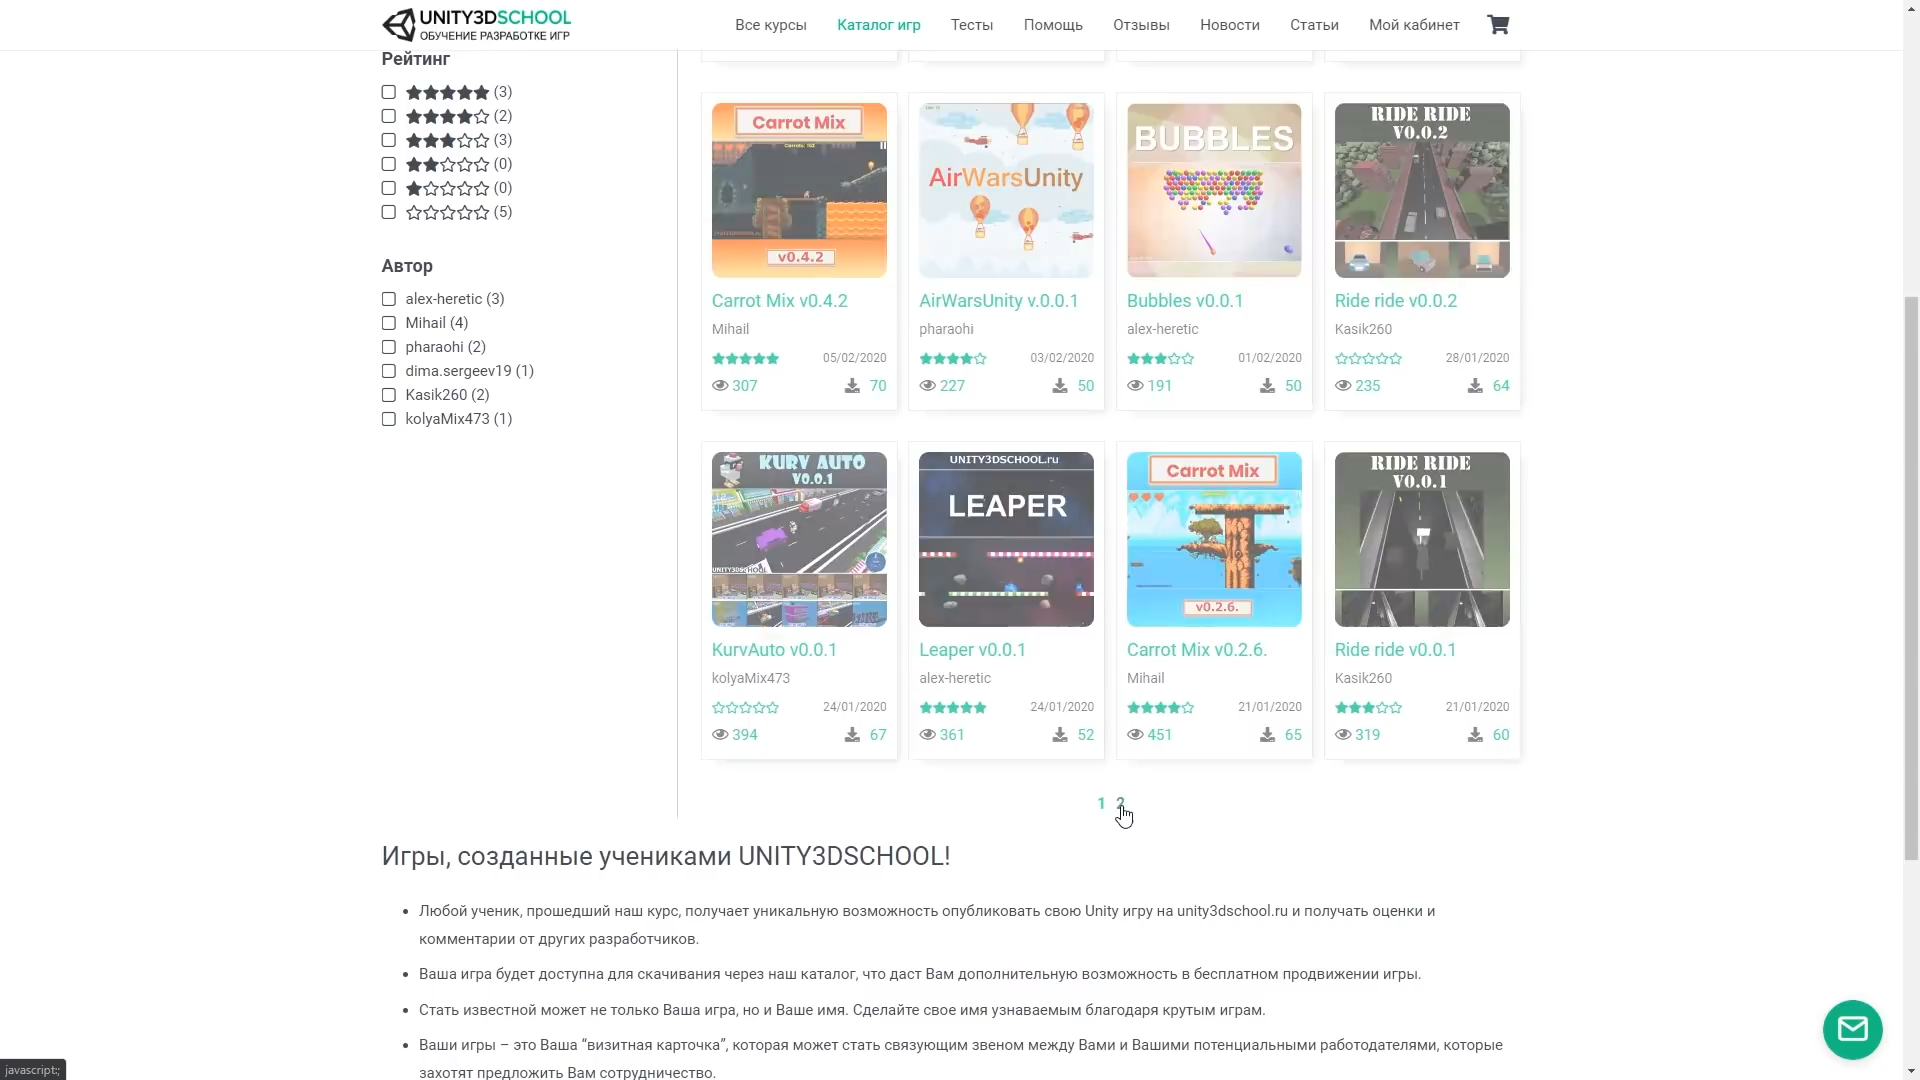 UNITY3DSCHOOL
ОБУЧЕНИЕ РАЗРАБОТКЕ ИГР
Все курсы
Каталог игр
Тесты
Помощь
Отзывы
Новости
Статьи
Мой кабинет
Рейтинг
(3)
(2)
(3)
(0)
(0)
(5)
Автор
alex-heretic (3)
Mihail (4)
pharaohi (2)
dima.sergeev19 (1)
Kasik260 (2)
kolyaMix473 (1)
Carrot Mix
v0.4.2
Carrot Mix v0.4.2
Mihail
05/02/2020
307
70
AirWarsUnity
AirWarsUnity v.0.0.1
pharaohi
03/02/2020
227
50
BUBBLES
Bubbles v0.0.1
alex-heretic
01/02/2020
191
50
RIDE RIDE
V0.0.2
Ride ride v0.0.2
Kasik260
28/01/2020
235
64
KURV AUTO
V0.0.1
UNITY3DSCHOOL
KurvAuto v0.0.1
kolyaMix473
24/01/2020
394
67
UNITY3DSCHOOL.ru
LEAPER
Leaper v0.0.1
alex-heretic
24/01/2020
361
52
Carrot Mix
v0.2.6.
Carrot Mix v0.2.6.
Mihail
21/01/2020
451
65
RIDE RIDE
V0.0.1
Ride ride v0.0.1
Kasik260
21/01/2020
319
60
1 2
Игры, созданные учениками UNITY3DSCHOOL!
• Любой ученик, прошедший наш курс, получает уникальную возможность опубликовать свою Unity игру на unity3dschool.ru и получать оценки и
комментарии от других разработчиков.
• Ваша игра будет доступна для скачивания через наш каталог, что даст Вам дополнительную возможность в бесплатном продвижении игры.
• Стать известной может не только Ваша игра, но и Ваше имя. Сделайте свое имя узнаваемым благодаря крутым играм.
• Ваши игры – это Ваша “визитная карточка”, которая может стать связующим звеном между Вами и Вашими потенциальными работодателями, которые
захотят предложить Вам сотрудничество.
javascript:;